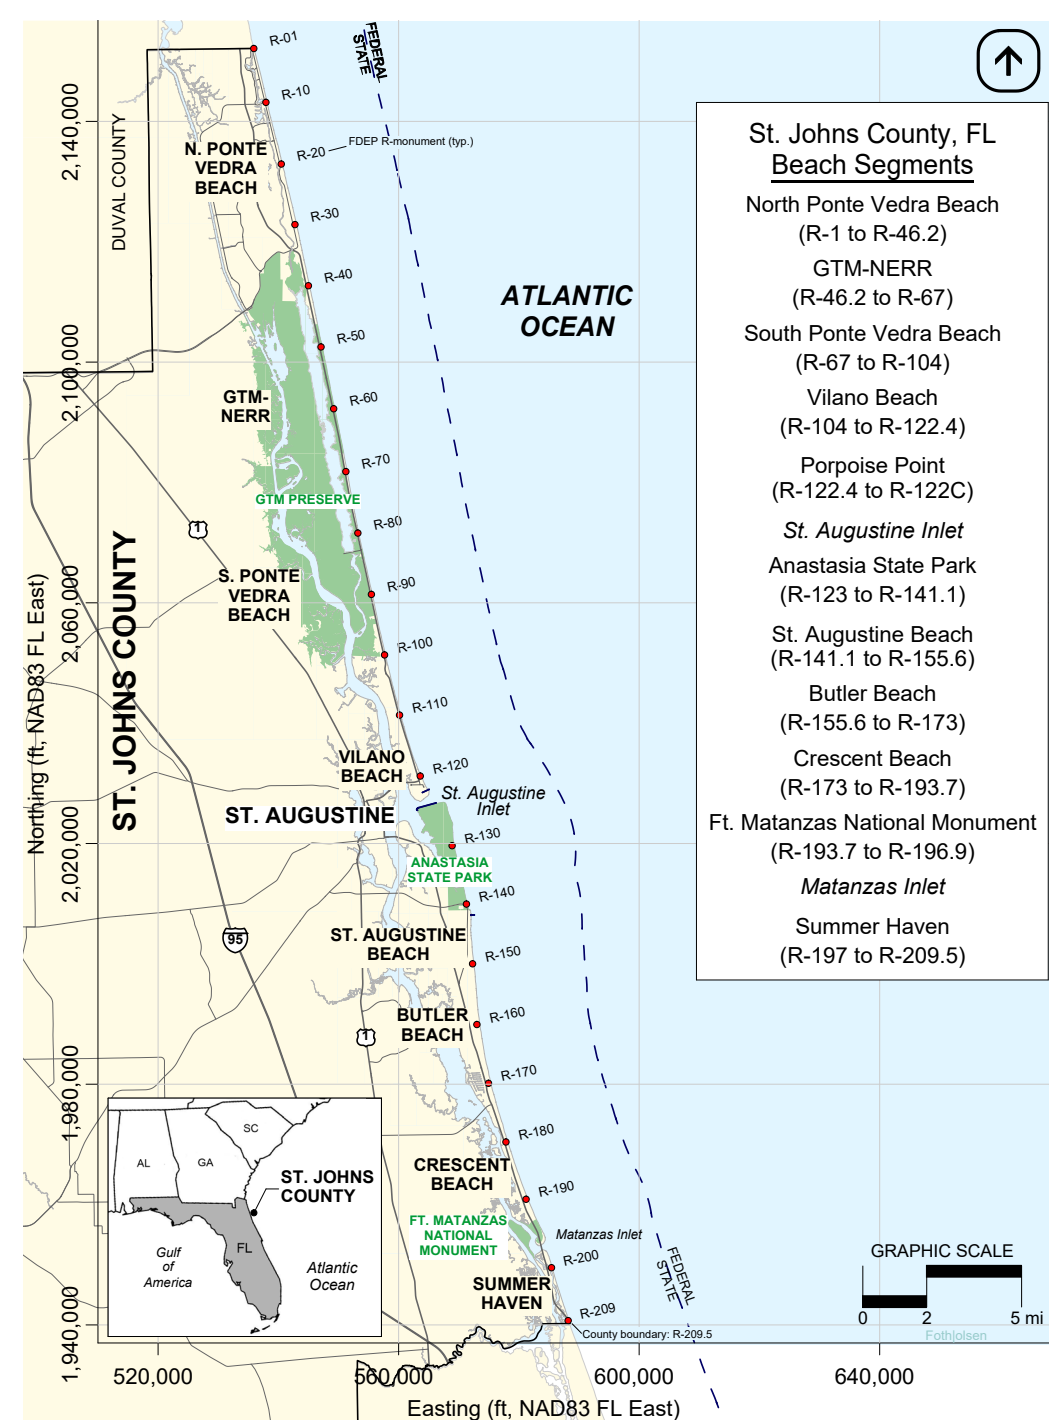 R-01
FEDERAL
STATE
R-10
2,140,000
DUVAL COUNTY
N. PONTE
VEDRA
BEACH
R-20
FDEP R-monument (typ.)
R-30
R-40
ATLANTIC
OCEAN
R-50
2,100,000
GTM-
NERR
R-60
R-70
GTM PRESERVE
1
R-80
S. PONTE
VEDRA
BEACH
R-90
2,060,000
ST. JOHNS COUNTY
Northing (ft, NAD83 FL East)
R-100
R-110
VILANO
BEACH
R-120
St. Augustine
Inlet
ST. AUGUSTINE
R-130
2,020,000
ANASTASIA
STATE PARK
R-140
95
ST. AUGUSTINE
BEACH
R-150
BUTLER
BEACH
R-160
1
R-170
1,980,000
R-180
CRESCENT
BEACH
R-190
FT. MATANZAS
NATIONAL
MONUMENT
Matanzas Inlet
R-200
SUMMER
HAVEN
FEDERAL
STATE
R-209
County boundary: R-209.5
1,940,000
520,000
560,000
600,000
640,000
Easting (ft, NAD83 FL East)
St. Johns County, FL
Beach Segments
North Ponte Vedra Beach
(R-1 to R-46.2)
GTM-NERR
(R-46.2 to R-67)
South Ponte Vedra Beach
(R-67 to R-104)
Vilano Beach
(R-104 to R-122.4)
Porpoise Point
(R-122.4 to R-122C)
St. Augustine Inlet
Anastasia State Park
(R-123 to R-141.1)
St. Augustine Beach
(R-141.1 to R-155.6)
Butler Beach
(R-155.6 to R-173)
Crescent Beach
(R-173 to R-193.7)
Ft. Matanzas National Monument
(R-193.7 to R-196.9)
Matanzas Inlet
Summer Haven
(R-197 to R-209.5)
SC
AL
GA
ST. JOHNS
COUNTY
FL
Gulf
of
America
Atlantic
Ocean
GRAPHIC SCALE
0
2
5 mi
Foth|olsen